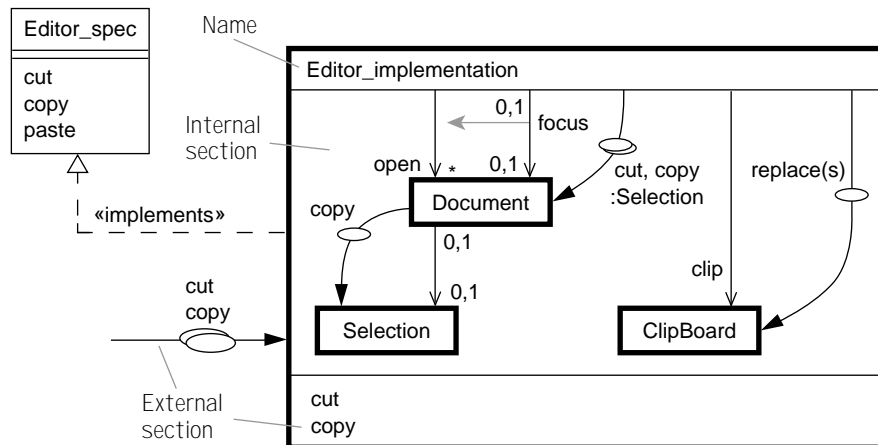 Editor_spec
cut
copy
paste
Name
Editor_implementation
Internal
section
0,1
focus
open
*
0,1
cut, copy
:Selection
replace(s)
Document
copy
«implements»
0,1
0,1
clip
cut
copy
Selection
ClipBoard
External
section
cut
copy